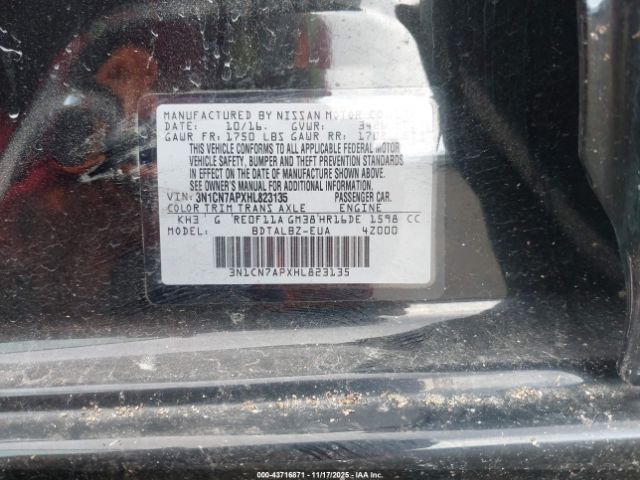 MANUFACTURED BY NISSAN MOTOR CO
DATE: 10/16. GVWR:
GAWR FR: 1750 LBS GAWR RR:
THIS VEHICLE CONFORMS TO ALL APPLICABLE FEDERAL MOTOR
VEHICLE SAFETY, BUMPER AND THEFT PREVENTION STANDARDS
IN EFFECT ON THE DATE OF MANUFACTURE SHOWN ABOVE.
SEE OWNER'S MANUAL FOR ADDITIONAL INFORMATION.
VIN: 3N1CN7APXHL823135 PASSENGER CAR.
COLOR TRIM TRANS AXLE ENGINE
KH3 G RE0F11A GM38 HR16DE 1598 CC
MODEL: BDTALBZ-EUA 4Z000
3N1CN7APXHL823135
000-43716871 11/17/2025 IAAI.COM